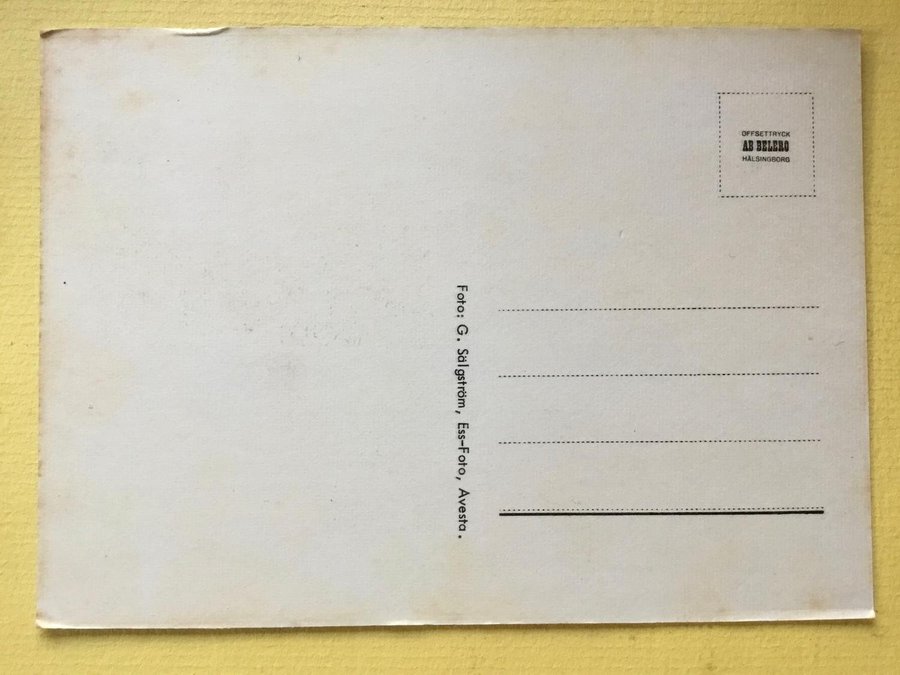 OFFSETTRYCK
AB BELERO
HÄLSINGBORG
Foto: G. Sälgström, Ess-Foto, Avesta.